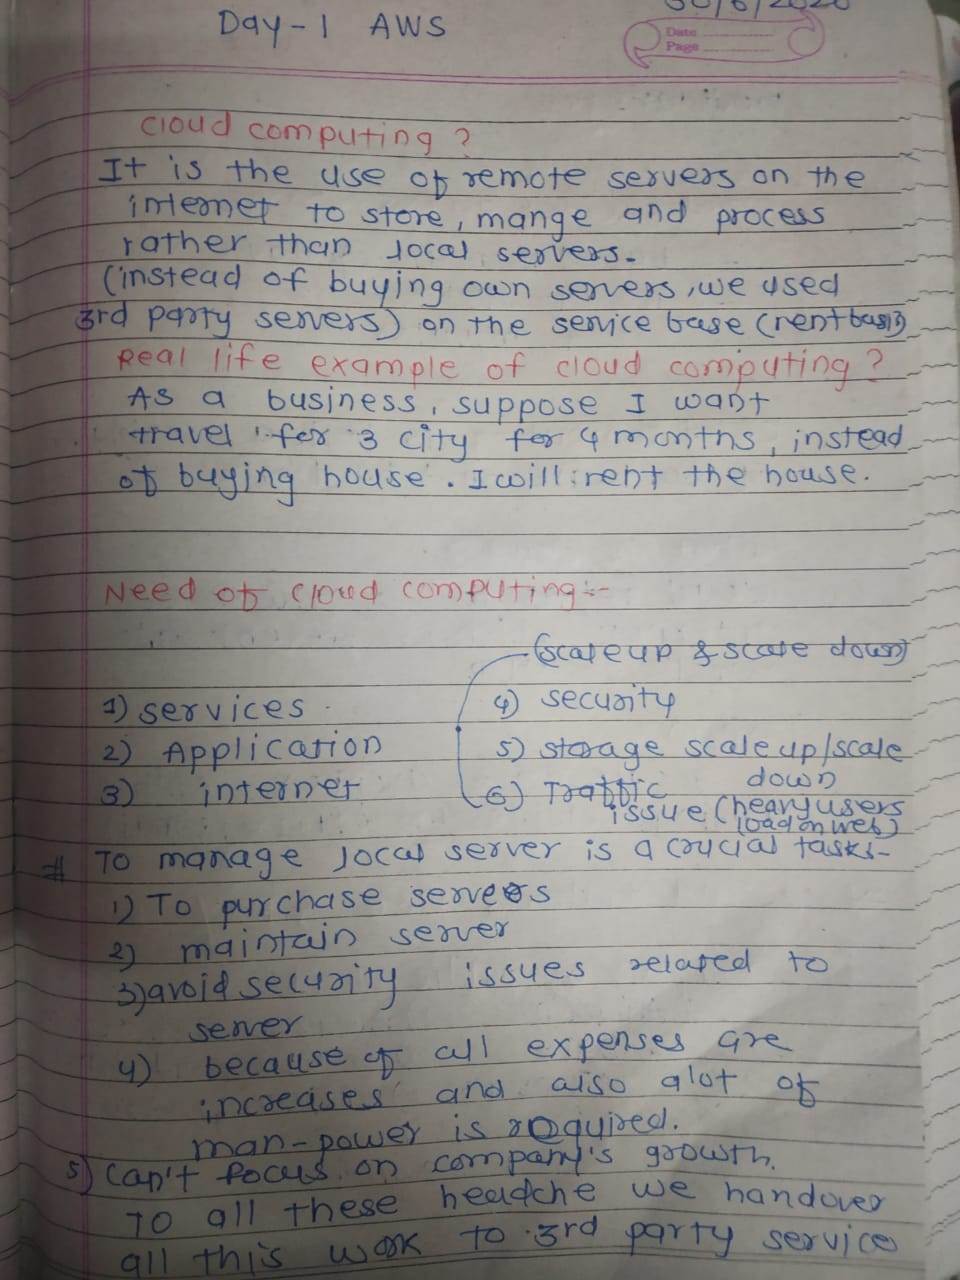 Day-1 AWS
Date
Page
cloud computing ?
It is the use of remote servers on the
internet to store, mange and process
rather than local servers.
(instead of buying own servers, we used
3rd party servers) on the service base (rent basis)
Real life example of cloud computing ?
As a business, suppose I want
travel for 3 city for 4 months, instead
of buying house. I will rent the house.
Need of cloud computing :-
(scale up & scale down)
1) services
4) security
2) Application
5) storage scale up/scale
down
3) internet
6) Traffic
issue (heavy users
load on web)
# To manage local server is a crucial tasks-
1) To purchase servers
2) maintain server
3) avoid security issues related to
server
4) because of all expenses are
increases and also alot of
man-power is required.
5) can't focus on company's growth.
TO all these headche we handover
all this work to 3rd party service